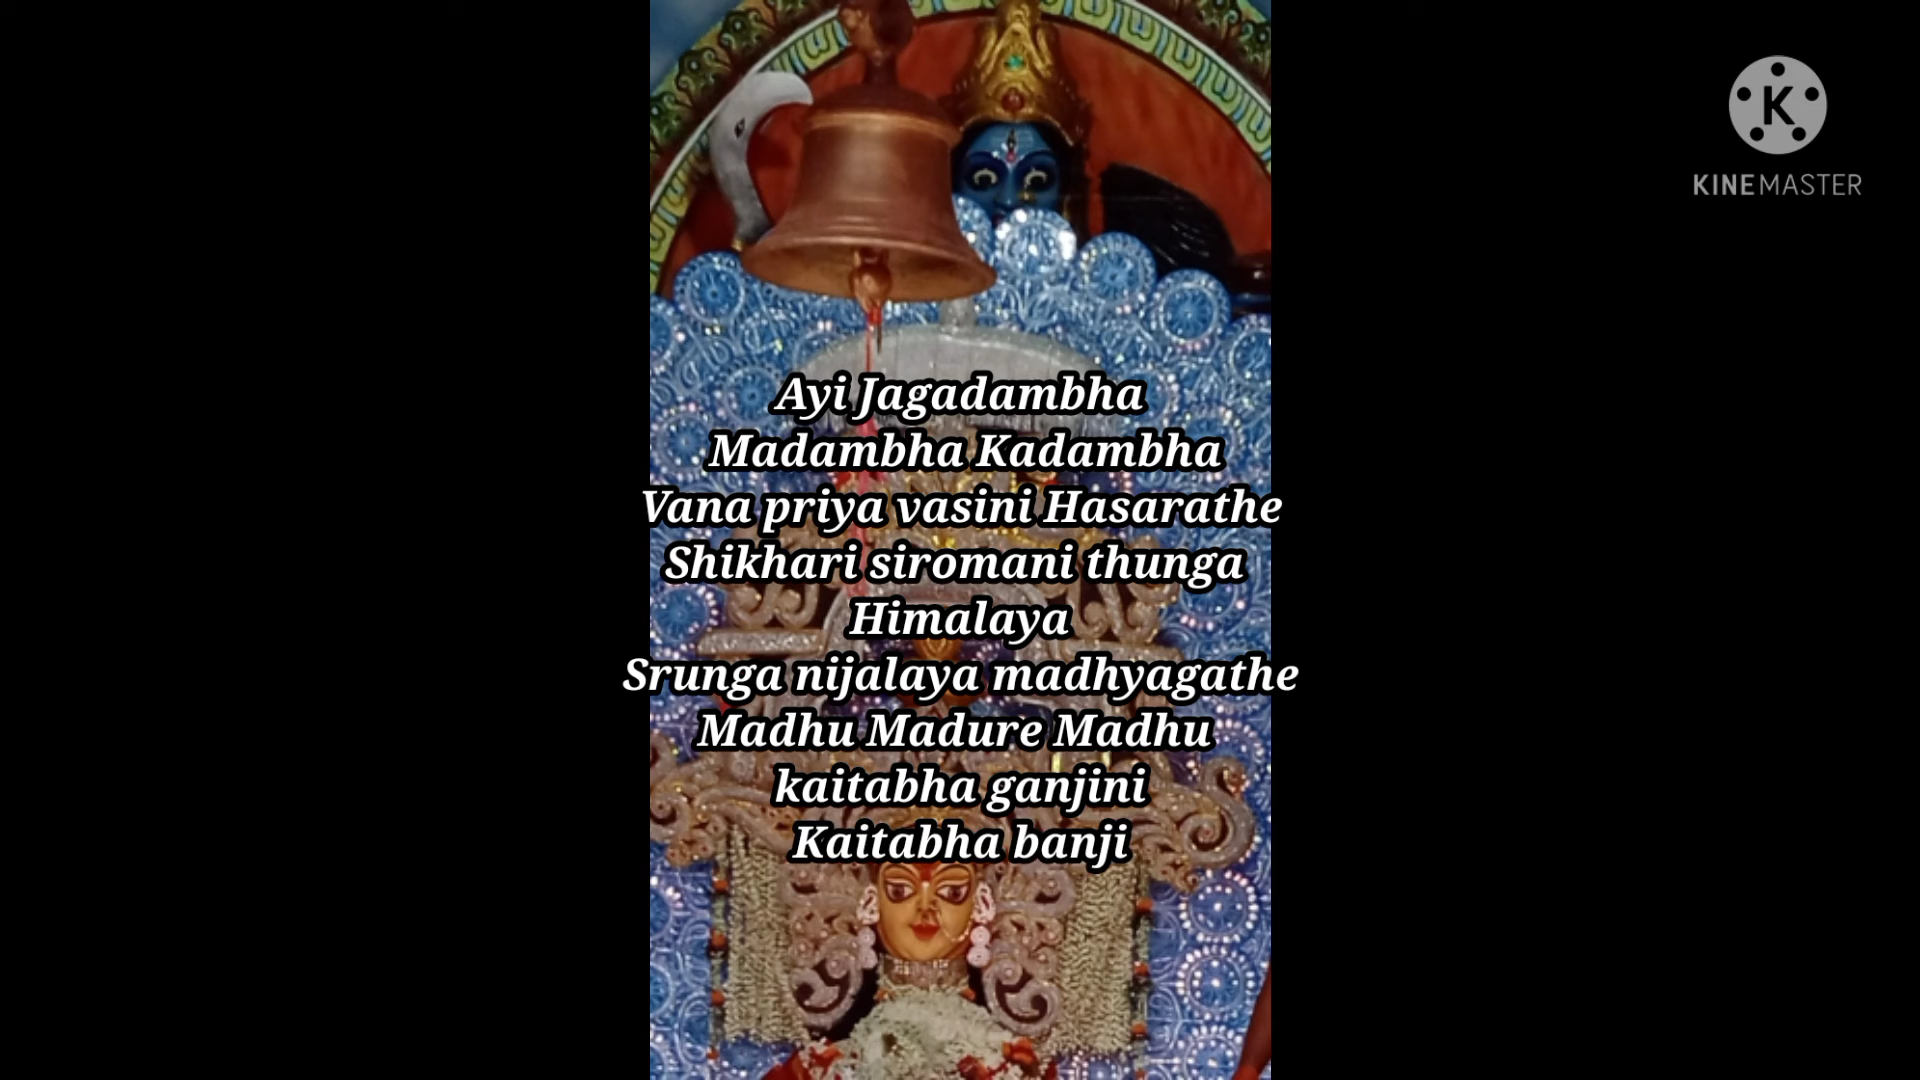 Ayi Jagadambha
Madambha Kadambha
Vana priya vasini Hasarathe
Shikhari siromani thunga
Himalaya
Srunga nijalaya madhyagathe
Madhu Madure Madhu
kaitabha ganjini
Kaitabha banji
K
KINEMASTER